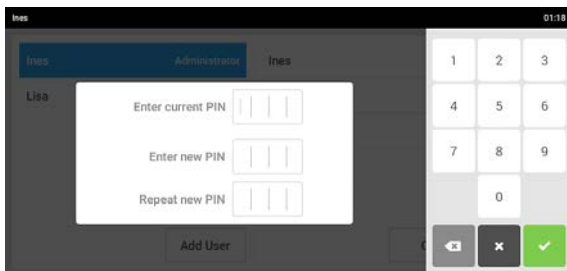 Ines 01:18
Ines Administrator Ines
Lisa
Enter current PIN
Enter new PIN
Repeat new PIN
Add User
1 2 3
4 5 6
7 8 9
0